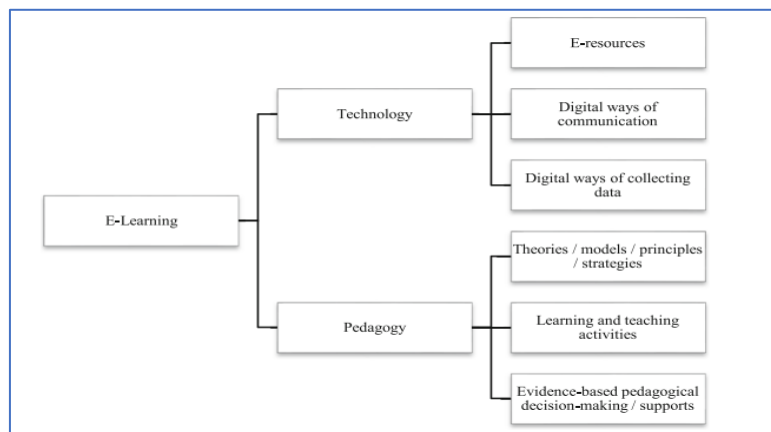 E-resources
Technology
Digital ways of
communication
Digital ways of collecting
data
E-Learning
Theories / models / principles
/ strategies
Pedagogy
Learning and teaching
activities
Evidence-based pedagogical
decision-making / supports